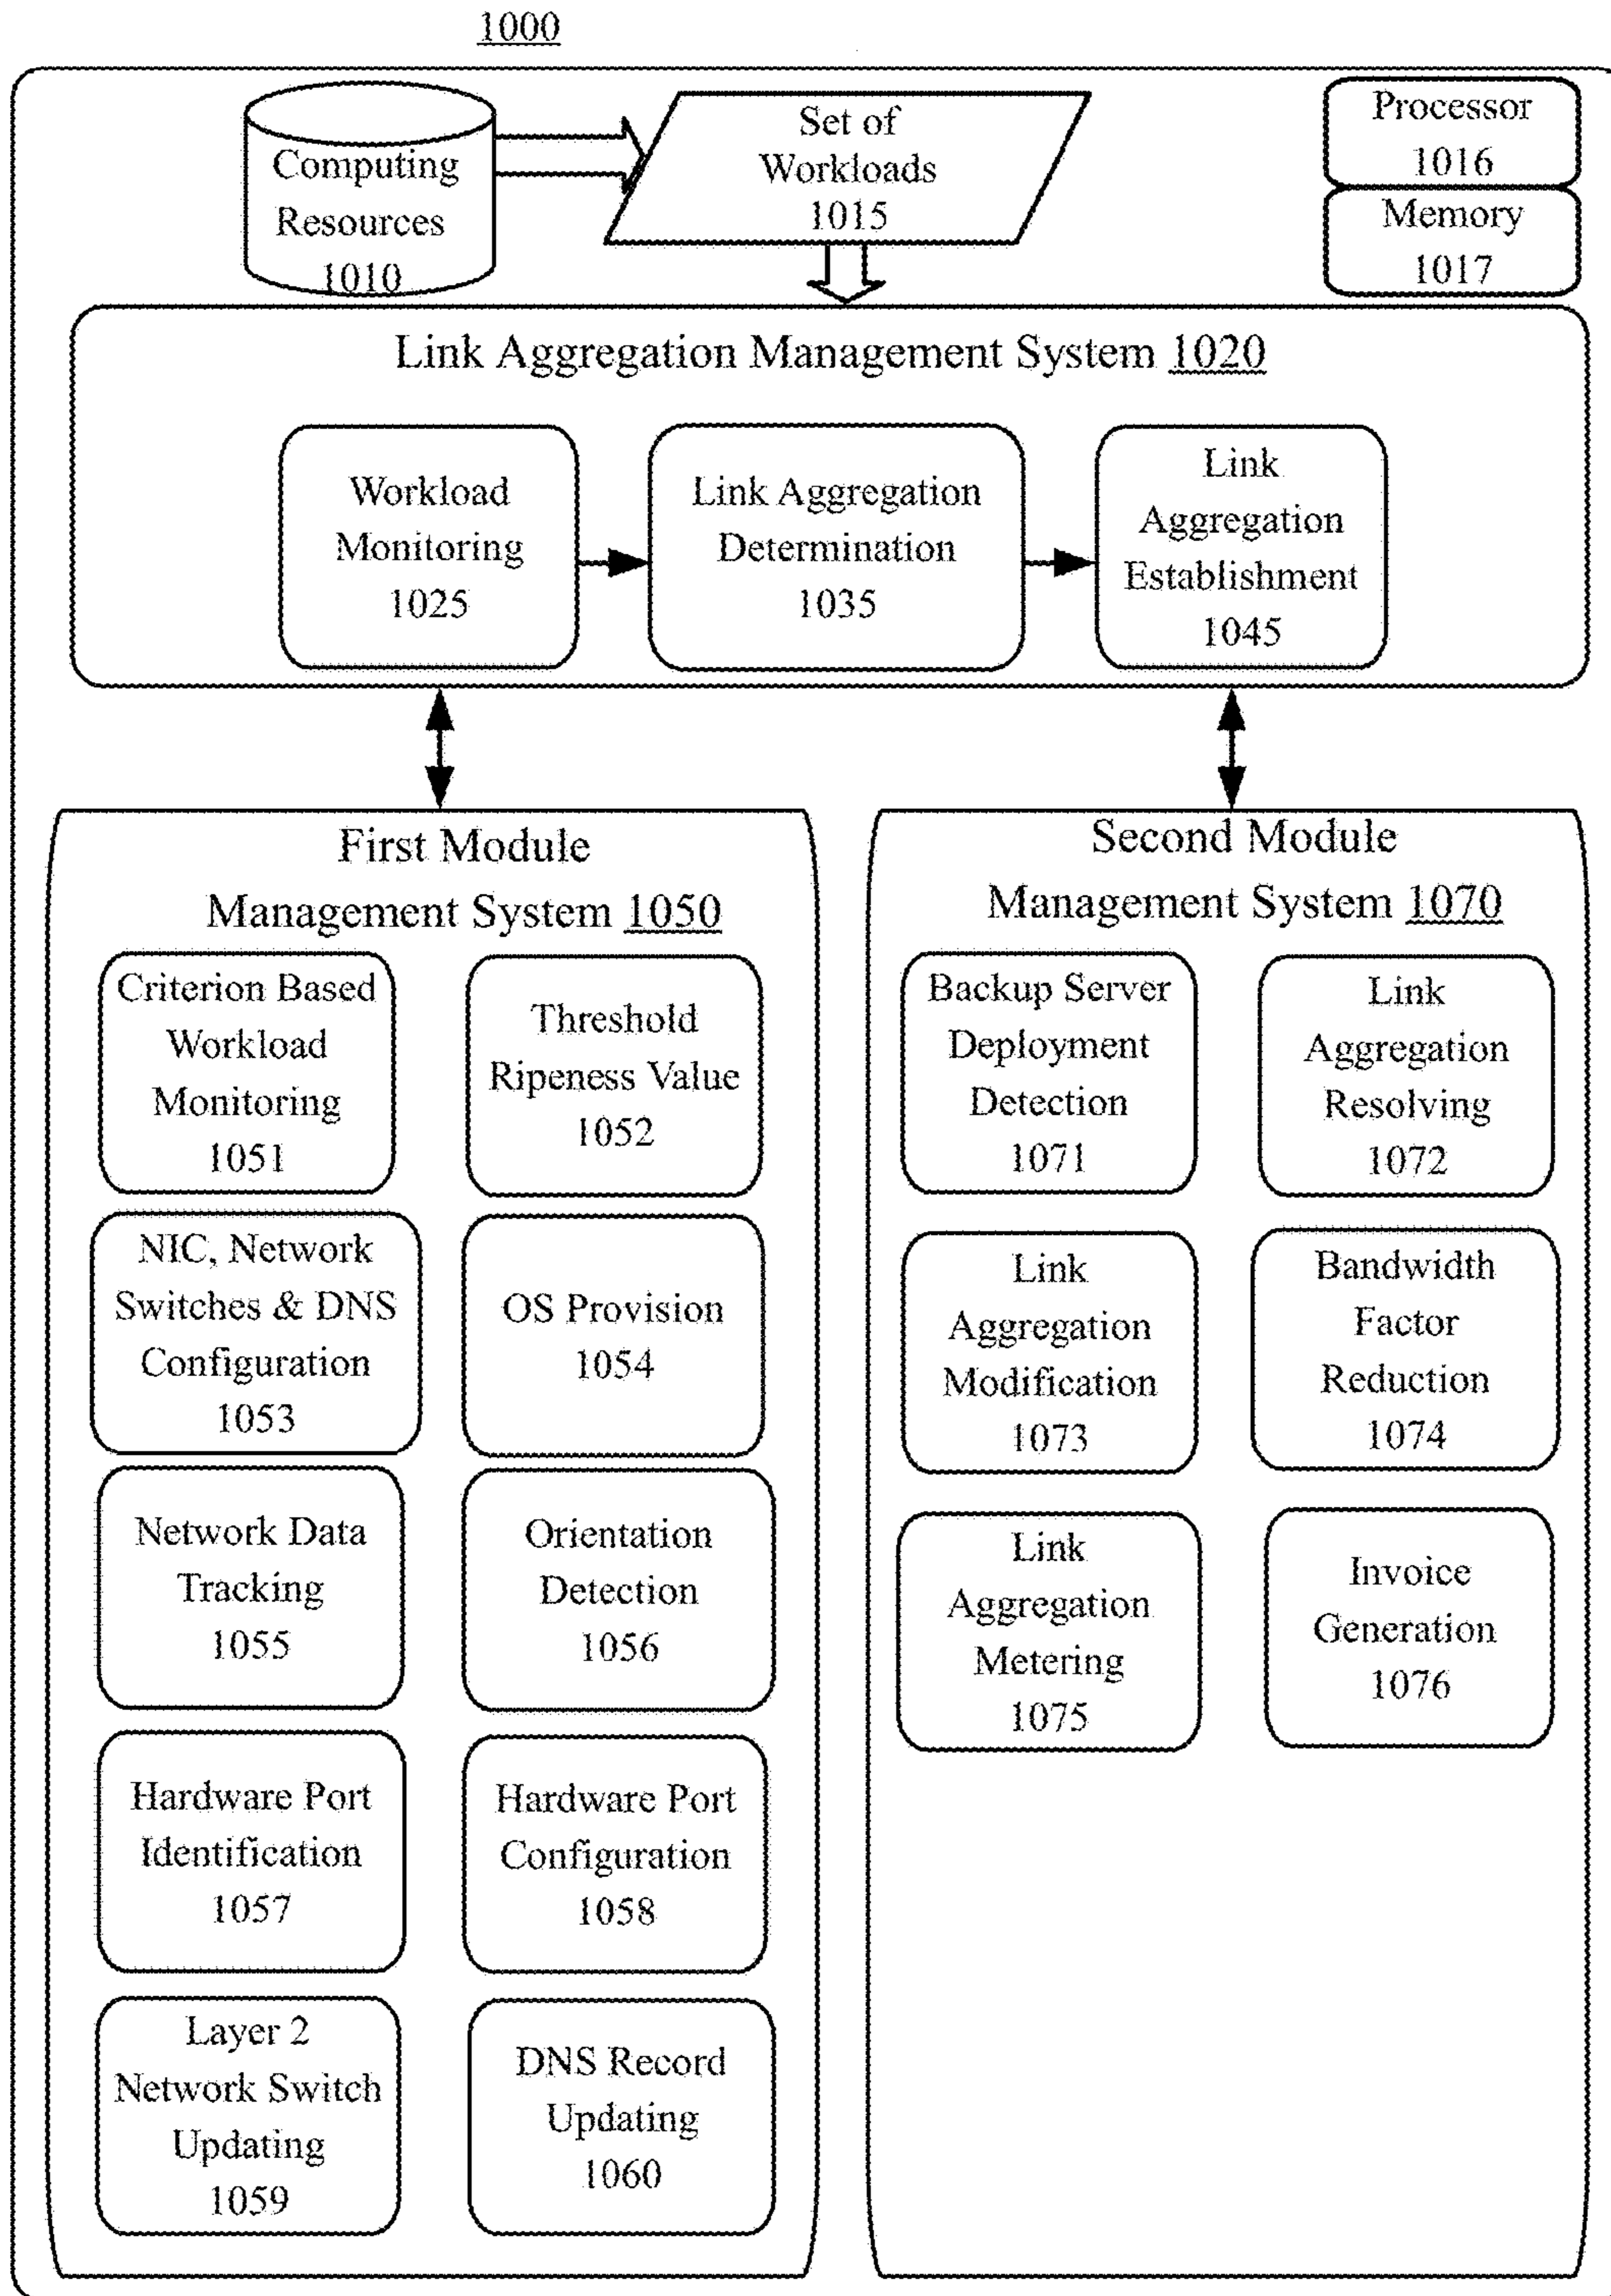 1000
Computing
Resources
1010
Set of
Workloads
1015
Processor
1016
Memory
1017
Link Aggregation Management System 1020
Workload
Monitoring
1025
Link Aggregation
Determination
1035
Link
Aggregation
Establishment
1045
First Module
Management System 1050
Criterion Based
Workload
Monitoring
1051
Threshold
Ripeness Value
1052
NIC, Network
Switches & DNS
Configuration
1053
OS Provision
1054
Network Data
Tracking
1055
Orientation
Detection
1056
Hardware Port
Identification
1057
Hardware Port
Configuration
1058
Layer 2
Network Switch
Updating
1059
DNS Record
Updating
1060
Second Module
Management System 1070
Backup Server
Deployment
Detection
1071
Link
Aggregation
Resolving
1072
Link
Aggregation
Modification
1073
Bandwidth
Factor
Reduction
1074
Link
Aggregation
Metering
1075
Invoice
Generation
1076